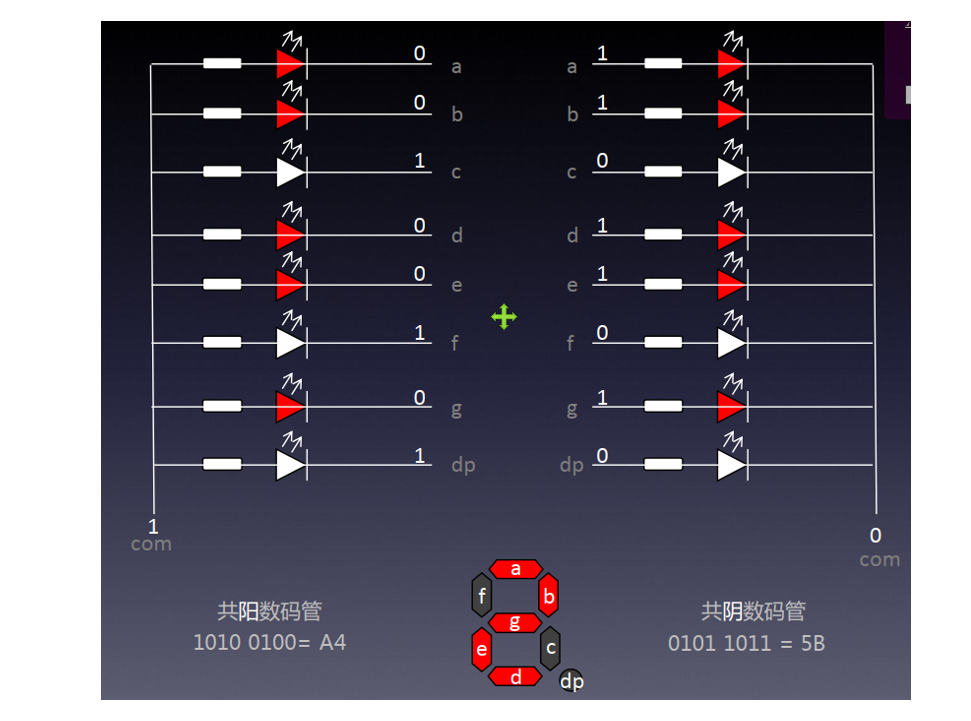 0 a a 1
0 b b 1
1 c c 0
0 d d 1
0 e e 1
1 f f 0
0 g g 1
1 dp dp 0
1
com
0
com
a
f b
g
e c
d dp
共阳数码管
1010 0100= A4
共阴数码管
0101 1011 = 5B